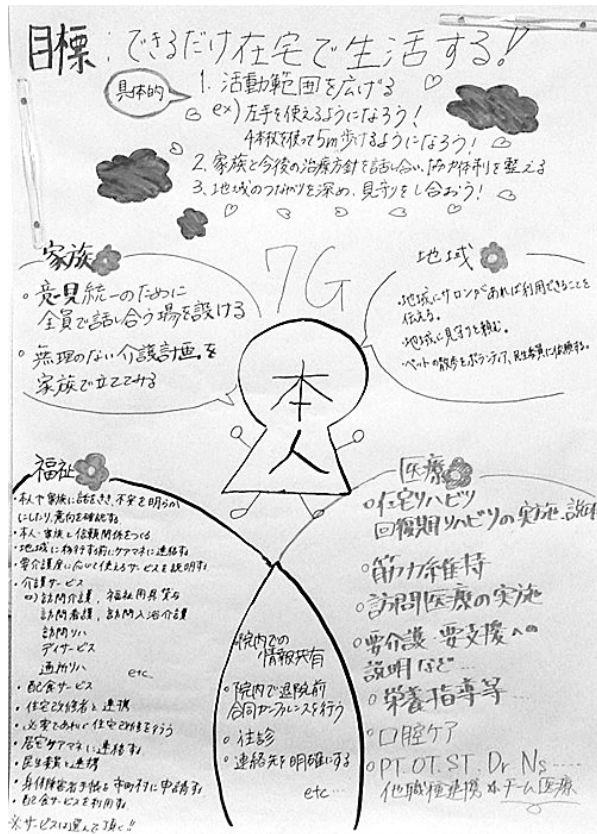 目標：できるだけ在宅で生活する!!
具体的
1. 活動範囲を広げる
ex) 左手を使えるようになろう!
4本杖を使って5m歩けるようになろう!
2. 家族と今後の治療方針を話し合い、協力体制を整える
3. 地域のつながりを深め、見守りをし合おう!
7G
家族
・意見統一のために
全員で話し合う場を設ける
・無理のない介護計画を
家族で立ててみる
地域
・地域にサロンがあれば利用できることを
伝える。
・地域に見守りを頼む。
・ペットの散歩をボランティア、民生委員に依頼する。
本人
福祉
・本人や家族に話をきき、不安を明らか
にしたり、意向を確認する
・本人・家族と信頼関係をつくる
・地域に移行する前にケアマネに連絡する
・要介護度に応じて使えるサービスを説明する
・介護サービス
訪問介護、福祉用具貸与
訪問看護、訪問入浴介護
訪問リハ
デイサービス
通所リハ etc.
・配食サービス
・住宅改修者と連携
・必要であれば住宅改修を行う
・居宅ケアマネに連絡する
・民生委員と連携
・身体障害者手帳を市町村に申請する
・配食サービスを利用する
※サービスは選んで頂く!!
院内での
情報共有
・院内で退院前
合同カンファレンスを行う
・往診
・連絡先を明確にする
etc…
医療
○在宅リハビリ
回復期リハビリの実施、説明
○筋力維持
○訪問医療の実施
○要介護・要支援への
説明など…
○栄養指導等…
○口腔ケア
○PT.OT.ST.Dr.Ns……
他職種連携 チーム医療